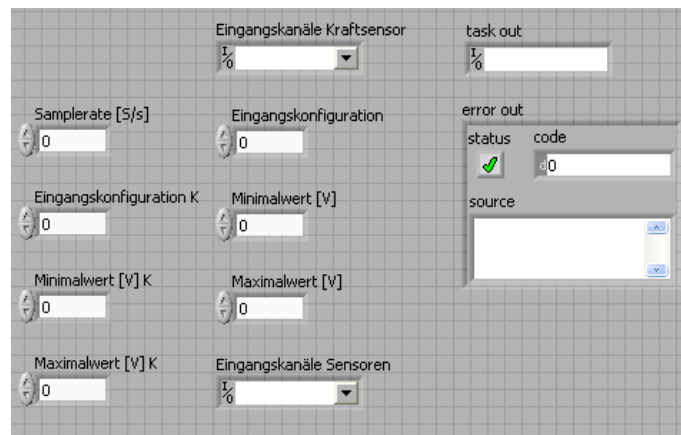 Eingangskanäle Kraftsensor
task out
Samplerate [S/s]
0
Eingangskonfiguration
0
error out
status
code
d0
Eingangskonfiguration K
0
Minimalwert [V]
0
source
Minimalwert [V] K
0
Maximalwert [V]
0
Maximalwert [V] K
0
Eingangskanäle Sensoren